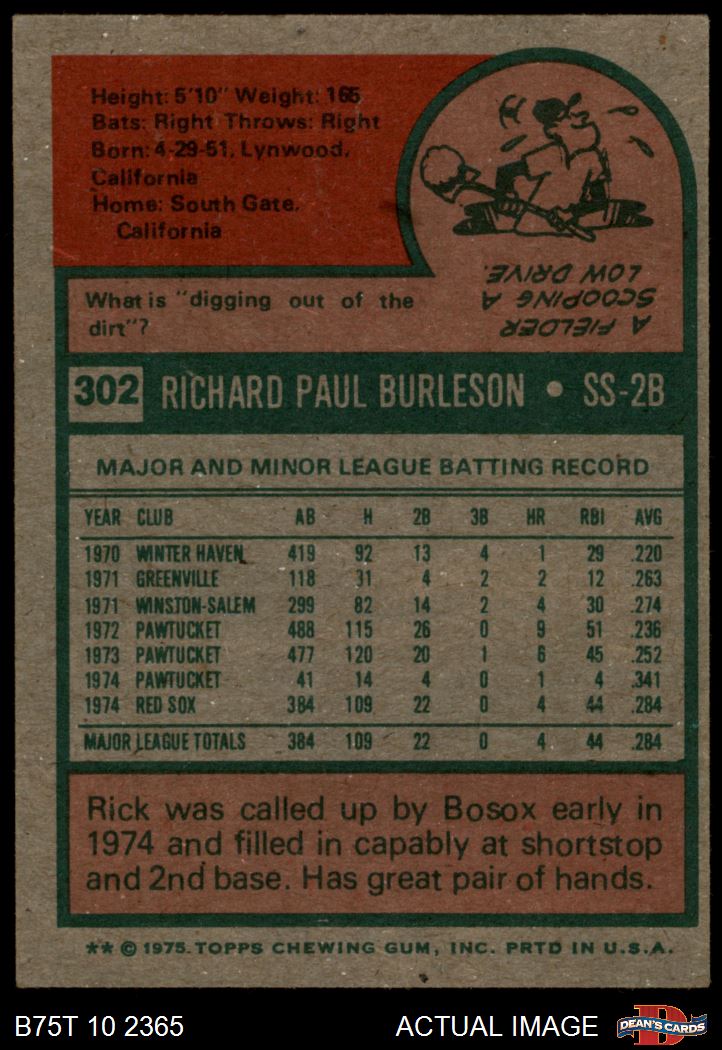 Height: 5'10" Weight: 165
Bats: Right Throws: Right
Born: 4-29-51, Lynwood,
California
Home: South Gate,
California
What is "digging out of the
dirt"?
A FIELDER
SCOOPING A
LOW DRIVE.
302 RICHARD PAUL BURLESON • SS-2B
MAJOR AND MINOR LEAGUE BATTING RECORD
YEAR CLUB AB H 2B 3B HR RBI AVG
1970 WINTER HAVEN 419 92 13 4 1 29 .220
1971 GREENVILLE 118 31 4 2 2 12 .263
1971 WINSTON-SALEM 299 82 14 2 4 30 .274
1972 PAWTUCKET 488 115 26 0 9 51 .236
1973 PAWTUCKET 477 120 20 1 6 45 .252
1974 PAWTUCKET 41 14 4 0 1 4 .341
1974 RED SOX 384 109 22 0 4 44 .284
MAJOR LEAGUE TOTALS 384 109 22 0 4 44 .284
Rick was called up by Bosox early in
1974 and filled in capably at shortstop
and 2nd base. Has great pair of hands.
** © 1975 TOPPS CHEWING GUM, INC. PRTD IN U.S.A.
B75T 10 2365 ACTUAL IMAGE D DEAN'S CARDS